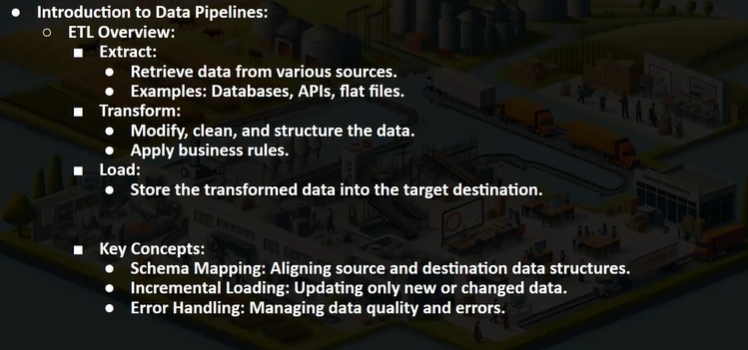 ● Introduction to Data Pipelines:
○ ETL Overview:
■ Extract:
● Retrieve data from various sources.
● Examples: Databases, APIs, flat files.
■ Transform:
● Modify, clean, and structure the data.
● Apply business rules.
■ Load:
● Store the transformed data into the target destination.
■ Key Concepts:
● Schema Mapping: Aligning source and destination data structures.
● Incremental Loading: Updating only new or changed data.
● Error Handling: Managing data quality and errors.